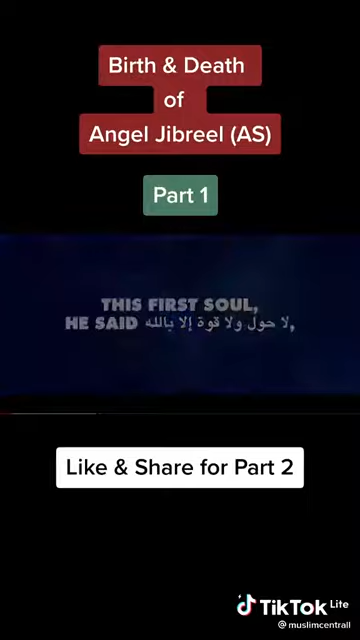 Birth & Death
of
Angel Jibreel (AS)
Part 1
THIS FIRST SOUL,
HE SAID لا حول ولا قوة إلا بالله,
Like & Share for Part 2
TikTok Lite
@muslimcentrall